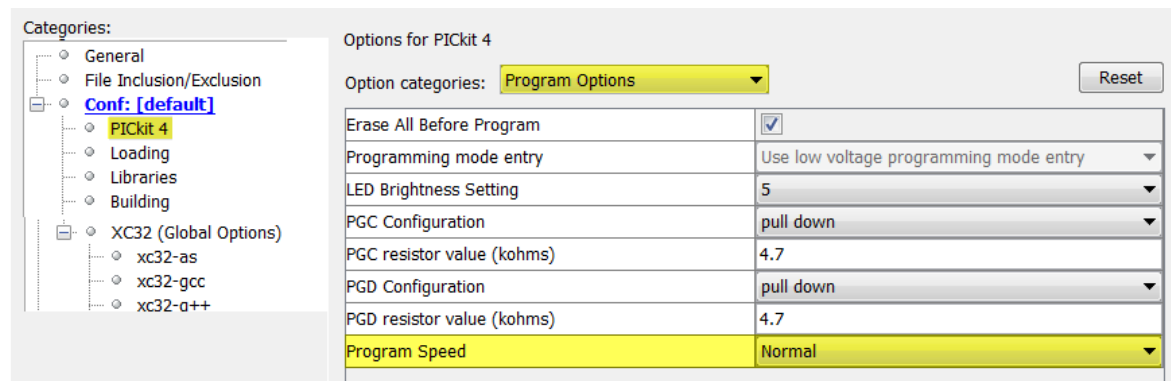 Categories:
General
File Inclusion/Exclusion
Conf: [default]
PICkit 4
Loading
Libraries
Building
XC32 (Global Options)
xc32-as
xc32-gcc
xc32-g++
Options for PICkit 4
Option categories: Program Options Reset
Erase All Before Program
Programming mode entry Use low voltage programming mode entry
LED Brightness Setting 5
PGC Configuration pull down
PGC resistor value (kohms) 4.7
PGD Configuration pull down
PGD resistor value (kohms) 4.7
Program Speed Normal